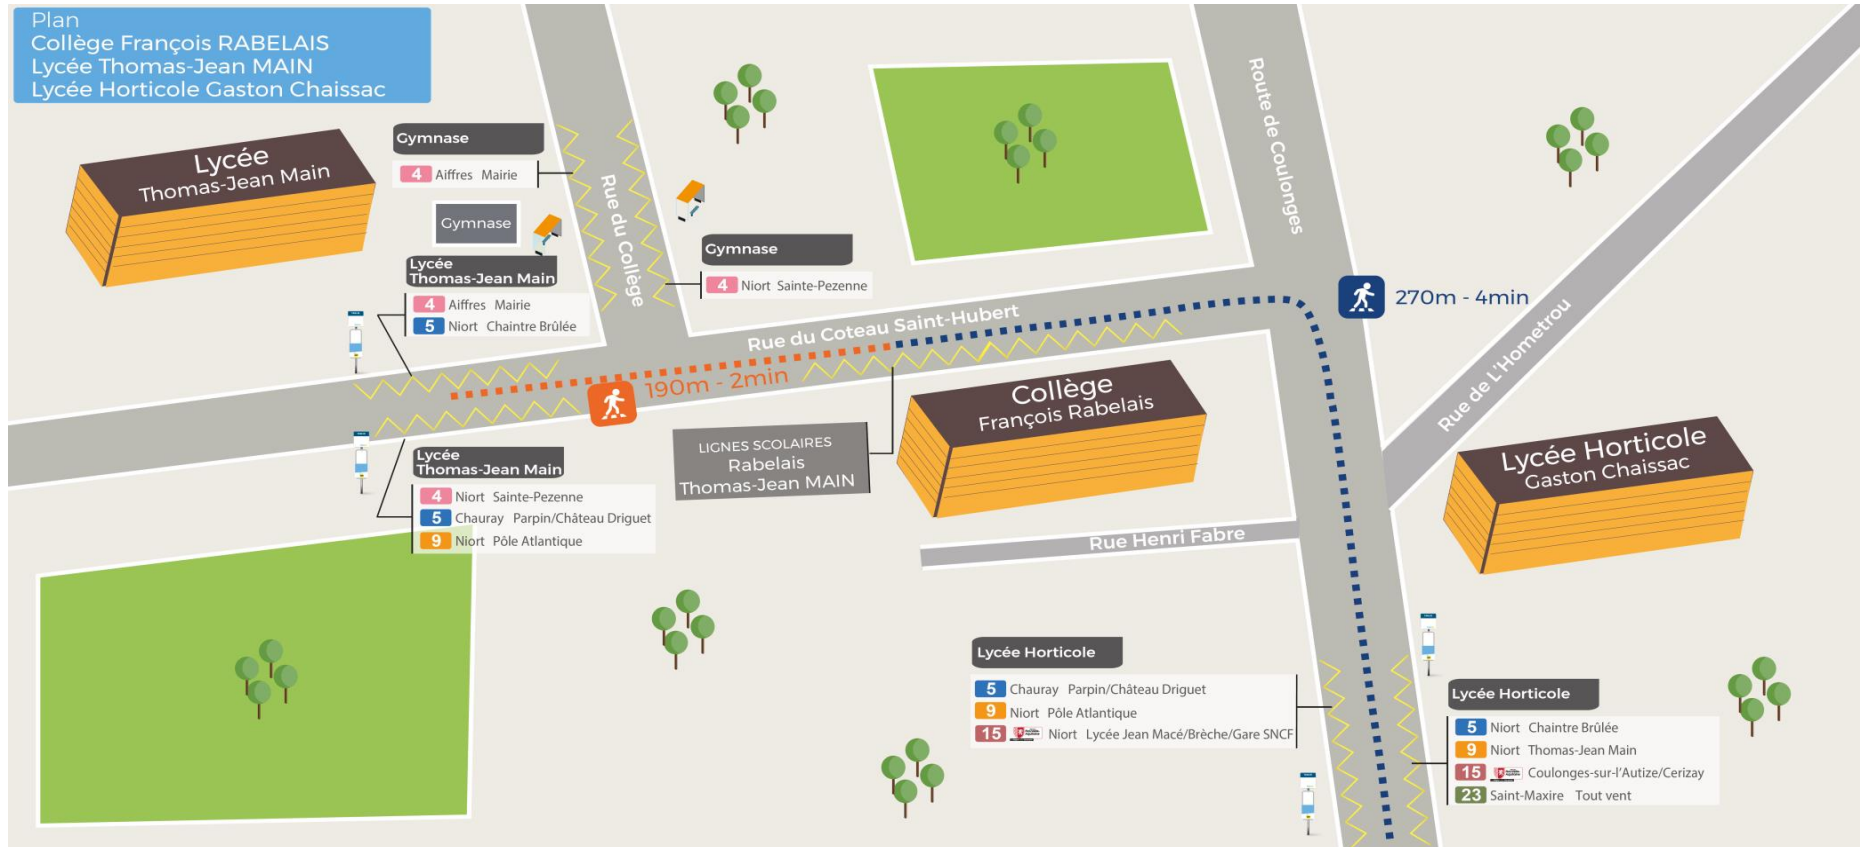 Plan
Collège François RABELAIS
Lycée Thomas-Jean MAIN
Lycée Horticole Gaston Chaissac
Lycée
Thomas-Jean Main
Gymnase
4 Aiffres Mairie
Gymnase
Lycée
Thomas-Jean Main
4 Aiffres Mairie
5 Niort Chaintre Brûlée
Rue du Collège
Gymnase
4 Niort Sainte-Pezenne
Route de Coulonges
270m - 4min
Rue de L'Hometrou
Rue du Coteau Saint-Hubert
190m - 2min
Collège
François Rabelais
LIGNES SCOLAIRES
Rabelais
Thomas-Jean MAIN
Lycée
Thomas-Jean Main
4 Niort Sainte-Pezenne
5 Chauray Parpin/Château Driguet
9 Niort Pôle Atlantique
Lycée Horticole
Gaston Chaissac
Rue Henri Fabre
Lycée Horticole
5 Chauray Parpin/Château Driguet
9 Niort Pôle Atlantique
15 Niort Lycée Jean Macé/Brèche/Gare SNCF
Lycée Horticole
5 Niort Chaintre Brûlée
9 Niort Thomas-Jean Main
15 Coulonges-sur-l'Autize/Cerizay
23 Saint-Maxire Tout vent